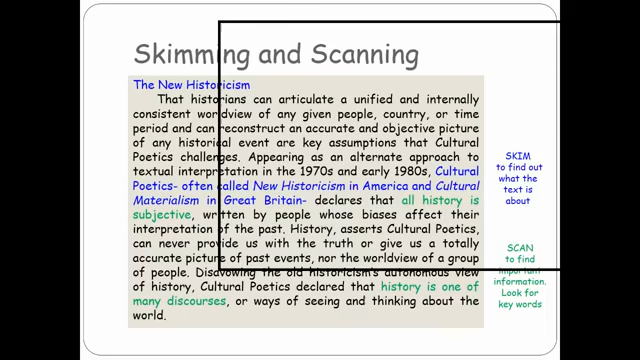 Skimming and Scanning
The New Historicism
That historians can articulate a unified and internally
consistent worldview of any given people, country, or time
period and can reconstruct an accurate and objective picture
of any historical event are key assumptions that Cultural
Poetics challenges. Appearing as an alternate approach to
textual interpretation in the 1970s and early 1980s, Cultural
Poetics- often called New Historicism in America and Cultural
Materialism in Great Britain- declares that all history is
subjective, written by people whose biases affect their
interpretation of the past. History, asserts Cultural Poetics,
can never provide us with the truth or give us a totally
accurate picture of past events, nor the worldview of a group
of people. Disavowing the old historicism's autonomous view
of history, Cultural Poetics declared that history is one of
many discourses, or ways of seeing and thinking about the
world.
SKIM
to find out
what the
text is
about
SCAN
to find
important
information.
Look for
key words